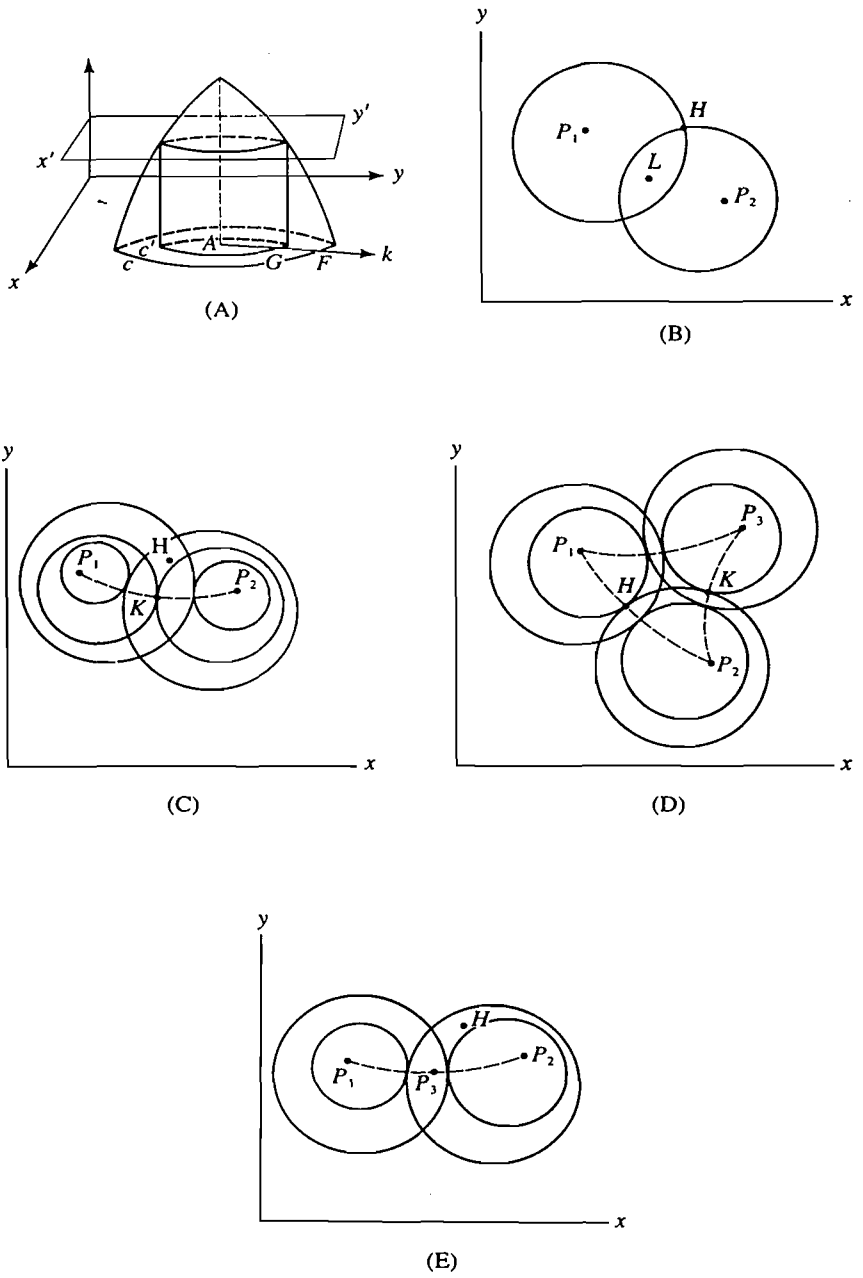 y
y'
x'
y
A
c'
c
G
F
k
x
(A)
H
P₁
L
P₂
x
(B)
y
H
P₁
P₂
K
x
(C)
y
P₃
P₁
H
K
P₂
x
(D)
y
H
P₁
P₃
P₂
x
(E)